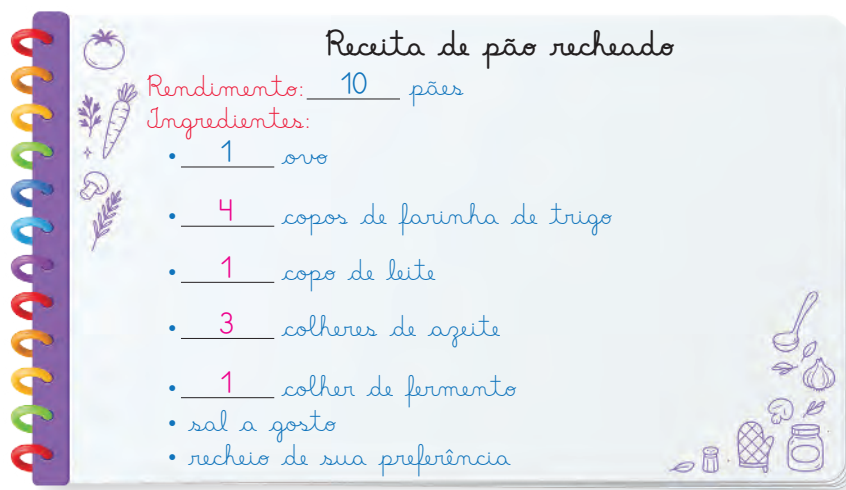 Receita de pão recheado
Rendimento: 10 pães
Ingredientes:
• 1 ovo
• 4 copos de farinha de trigo
• 1 copo de leite
• 3 colheres de azeite
• 1 colher de fermento
• sal a gosto
• recheio de sua preferência